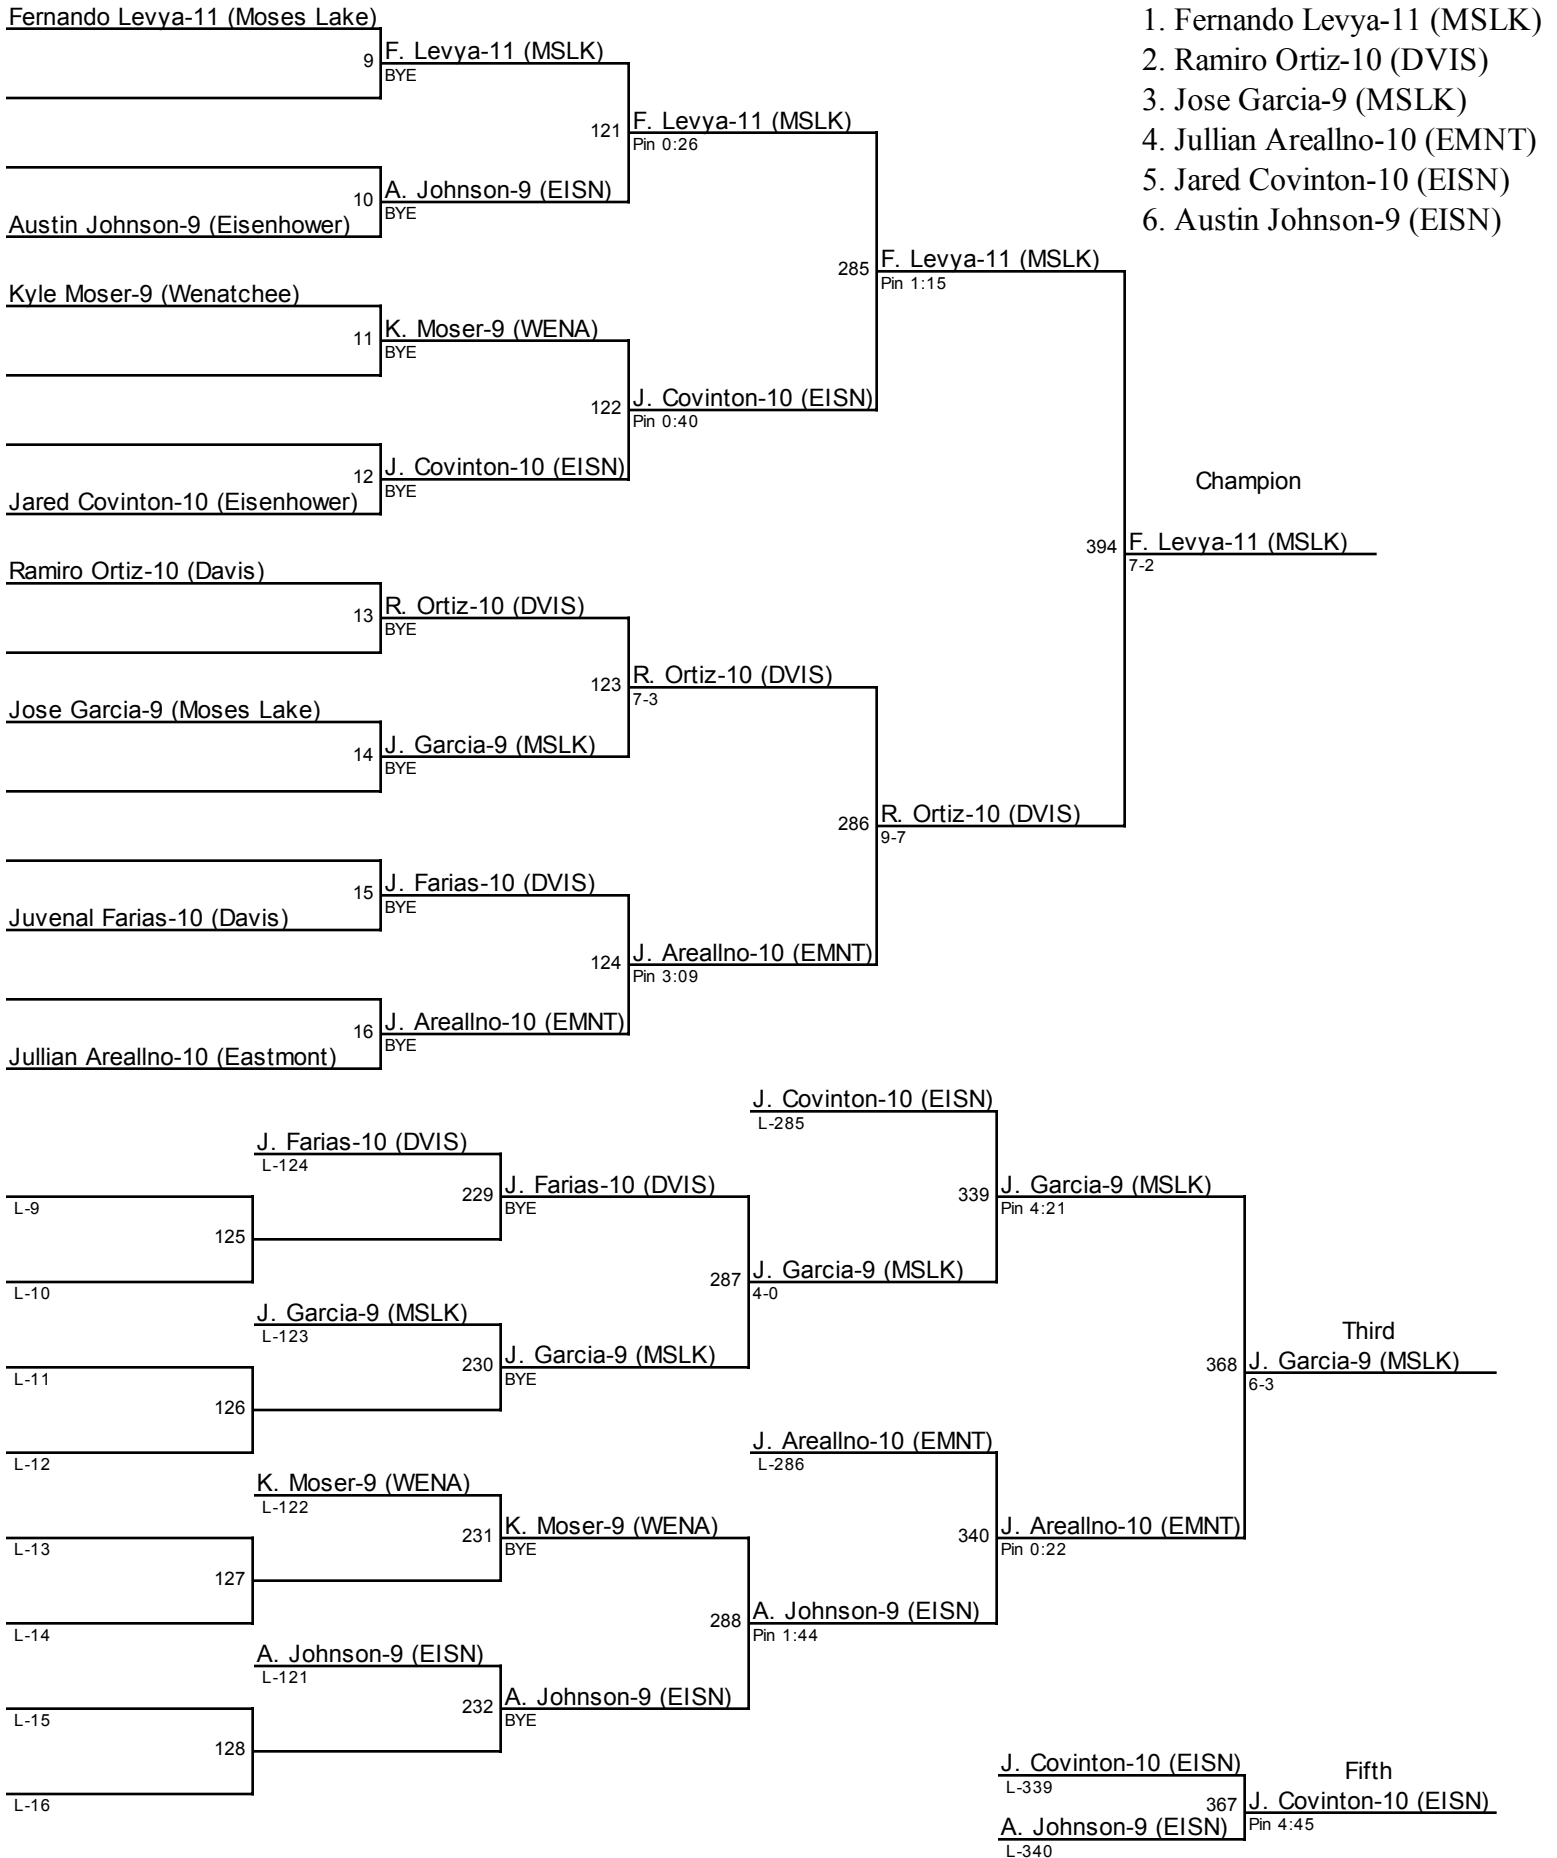 Fernando Levya-11 (Moses Lake)
9
F. Levya-11 (MSLK)
BYE
121
F. Levya-11 (MSLK)
Pin 0:26
10
A. Johnson-9 (EISN)
BYE
Austin Johnson-9 (Eisenhower)
285
F. Levya-11 (MSLK)
Pin 1:15
Kyle Moser-9 (Wenatchee)
11
K. Moser-9 (WENA)
BYE
122
J. Covinton-10 (EISN)
Pin 0:40
12
J. Covinton-10 (EISN)
BYE
Jared Covinton-10 (Eisenhower)
Champion
394
F. Levya-11 (MSLK)
7-2
Ramiro Ortiz-10 (Davis)
13
R. Ortiz-10 (DVIS)
BYE
123
R. Ortiz-10 (DVIS)
7-3
Jose Garcia-9 (Moses Lake)
14
J. Garcia-9 (MSLK)
BYE
286
R. Ortiz-10 (DVIS)
9-7
15
J. Farias-10 (DVIS)
BYE
Juvenal Farias-10 (Davis)
124
J. Areallno-10 (EMNT)
Pin 3:09
16
J. Areallno-10 (EMNT)
BYE
Jullian Areallno-10 (Eastmont)
1. Fernando Levya-11 (MSLK)
2. Ramiro Ortiz-10 (DVIS)
3. Jose Garcia-9 (MSLK)
4. Jullian Areallno-10 (EMNT)
5. Jared Covinton-10 (EISN)
6. Austin Johnson-9 (EISN)
J. Covinton-10 (EISN)
L-285
J. Farias-10 (DVIS)
L-124
229
J. Farias-10 (DVIS)
BYE
L-9
125
L-10
339
J. Garcia-9 (MSLK)
Pin 4:21
287
J. Garcia-9 (MSLK)
4-0
J. Garcia-9 (MSLK)
L-123
230
J. Garcia-9 (MSLK)
BYE
L-11
126
L-12
Third
368
J. Garcia-9 (MSLK)
6-3
J. Areallno-10 (EMNT)
L-286
K. Moser-9 (WENA)
L-122
231
K. Moser-9 (WENA)
BYE
L-13
127
L-14
340
J. Areallno-10 (EMNT)
Pin 0:22
288
A. Johnson-9 (EISN)
Pin 1:44
A. Johnson-9 (EISN)
L-121
232
A. Johnson-9 (EISN)
BYE
L-15
128
L-16
J. Covinton-10 (EISN)
L-339
Fifth
367
J. Covinton-10 (EISN)
Pin 4:45
A. Johnson-9 (EISN)
L-340